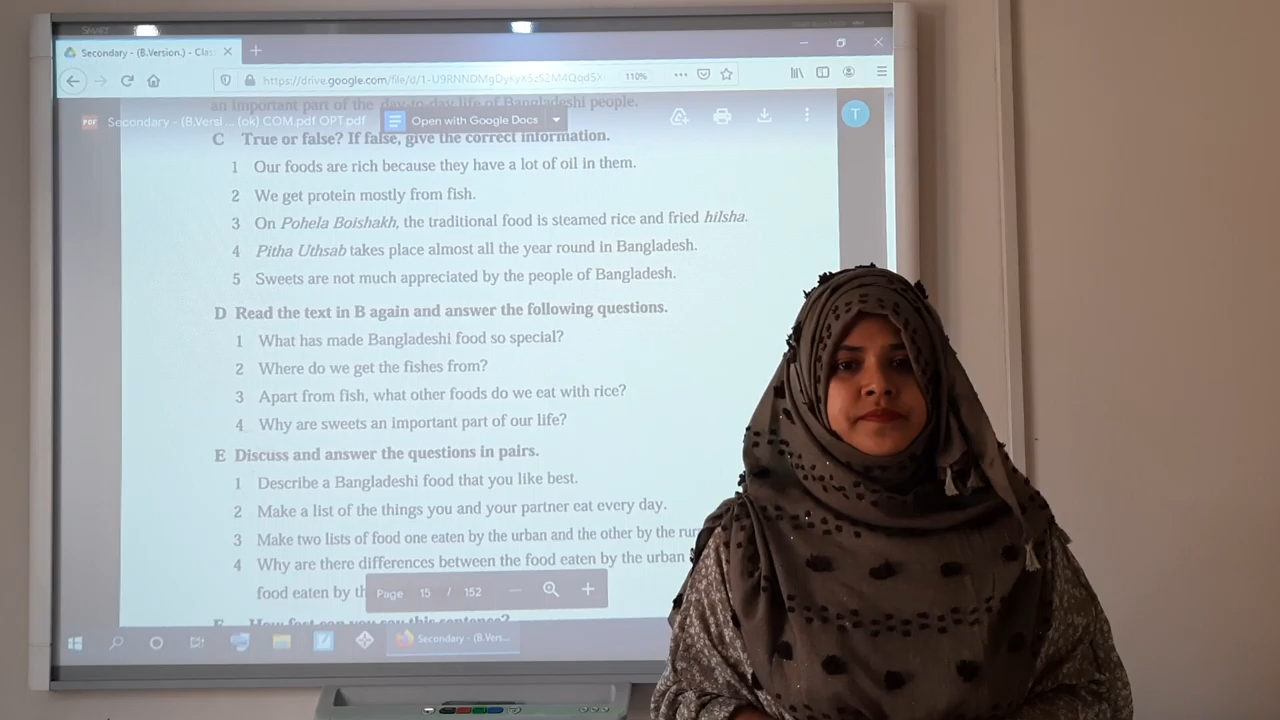 SMART
Secondary - (B.Version.) - Clas
https://drive.google.com/file/d/1-U9RNNDMgDykyx3z52M4Qqd5X
110%
an important part of the day-to-day life of Bangladeshi people.
PDF Secondary - (B.Versi ... (ok) COM.pdf OPT.pdf
Open with Google Docs
T
C True or false? If false, give the correct information.
1 Our foods are rich because they have a lot of oil in them.
2 We get protein mostly from fish.
3 On Pohela Boishakh, the traditional food is steamed rice and fried hilsha.
4 Pitha Uthsab takes place almost all the year round in Bangladesh.
5 Sweets are not much appreciated by the people of Bangladesh.
D Read the text in B again and answer the following questions.
1 What has made Bangladeshi food so special?
2 Where do we get the fishes from?
3 Apart from fish, what other foods do we eat with rice?
4 Why are sweets an important part of our life?
E Discuss and answer the questions in pairs.
1 Describe a Bangladeshi food that you like best.
2 Make a list of the things you and your partner eat every day.
3 Make two lists of food one eaten by the urban and the other by the rur
4 Why are there differences between the food eaten by the urban
food eaten by th
Page 15 / 152
F How fast can you say this sentence?
Secondary - (B.Vers...